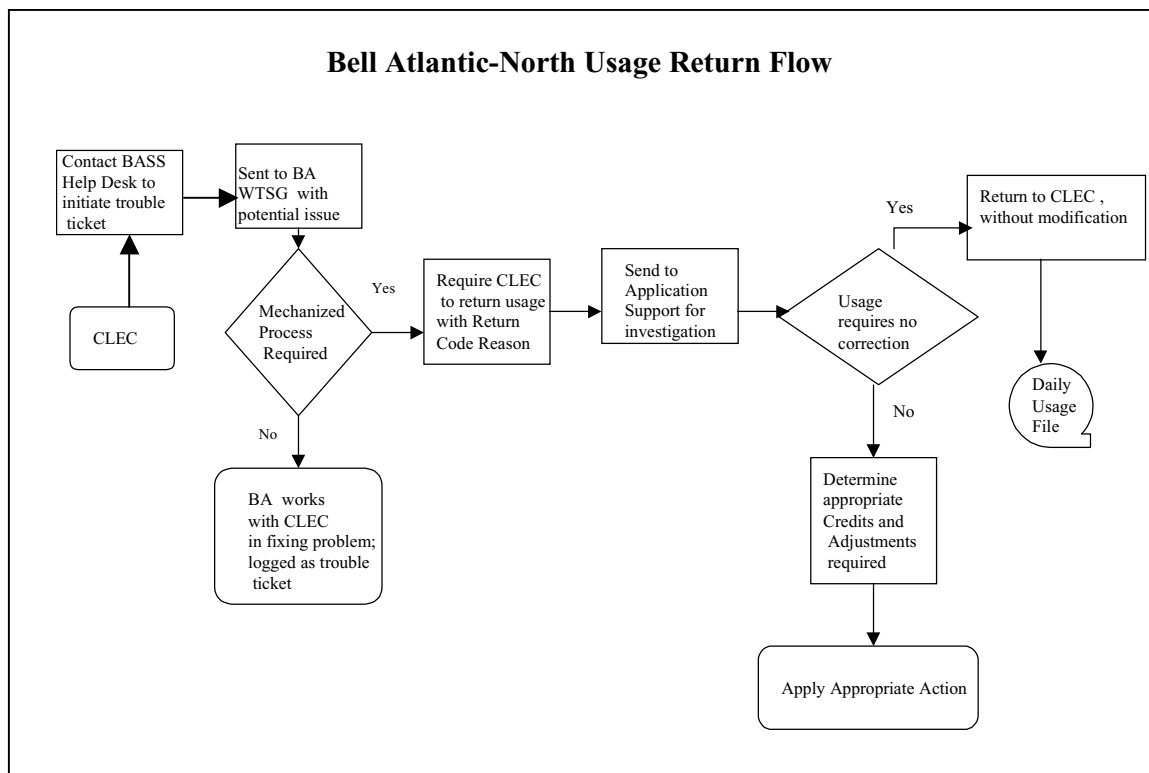 Bell Atlantic-North Usage Return Flow
Contact BASS
Help Desk to
initiate trouble
ticket
Sent to BA
WTSG with
potential issue
CLEC
Mechanized
Process
Required
Yes
No
BA works
with CLEC
in fixing problem;
logged as trouble
ticket
Require CLEC
to return usage
with Return
Code Reason
Send to
Application
Support for
investigation
Usage
requires no
correction
Yes
Return to CLEC ,
without modification
Daily
Usage
File
No
Determine
appropriate
Credits and
Adjustments
required
Apply Appropriate Action